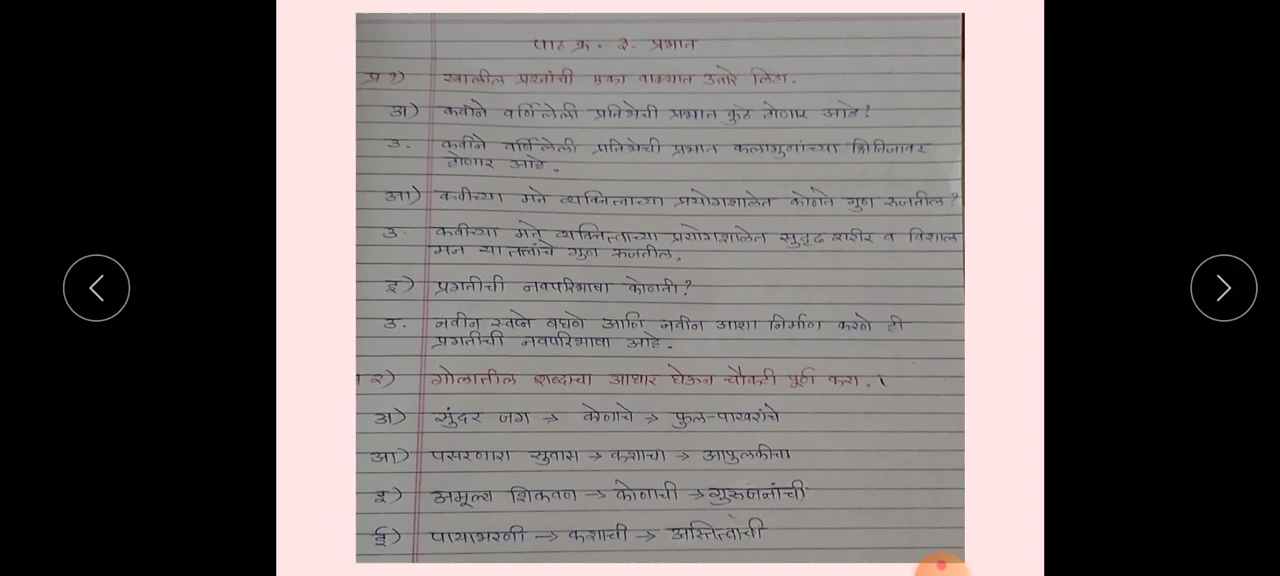 पाठ क्र. २. प्रभात
प्र १) खालील प्रश्नांची एका वाक्यात उत्तरे लिहा.
अ) कवीने वर्णिलेली प्रतिभेची प्रभात कुठे होणार आहे?
उ. कवीने वर्णिलेली प्रतिभेची प्रभात कलागुणांच्या क्षितिजावर
होणार आहे.
आ) कवीच्या मते व्यक्तित्वाच्या प्रयोगशाळेत कोणते गुण रुजतील?
उ. कवीच्या मते व्यक्तित्वाच्या प्रयोगशाळेत सुदृढ शरीर व विशाल
मन या तत्वांचे गुण रुजतील.
इ) प्रगतीची नवपरिभाषा कोणती?
उ. नवीन स्वप्ने बघणे आणि नवीन आशा निर्माण करणे ही
प्रगतीची नवपरिभाषा आहे.
२) गोलातील शब्दाचा आधार घेऊन चौकटी पूर्ण करा.
अ) सुंदर जग → कोणाचे → फुल-पाखरांचे
आ) पसरणारा सुवास → कशाचा → आपुलकीचा
इ) अमूल्य शिकवण → कोणाची → गुरुजनांची
ई) पायाभरणी → कशाची → अस्तित्वाची